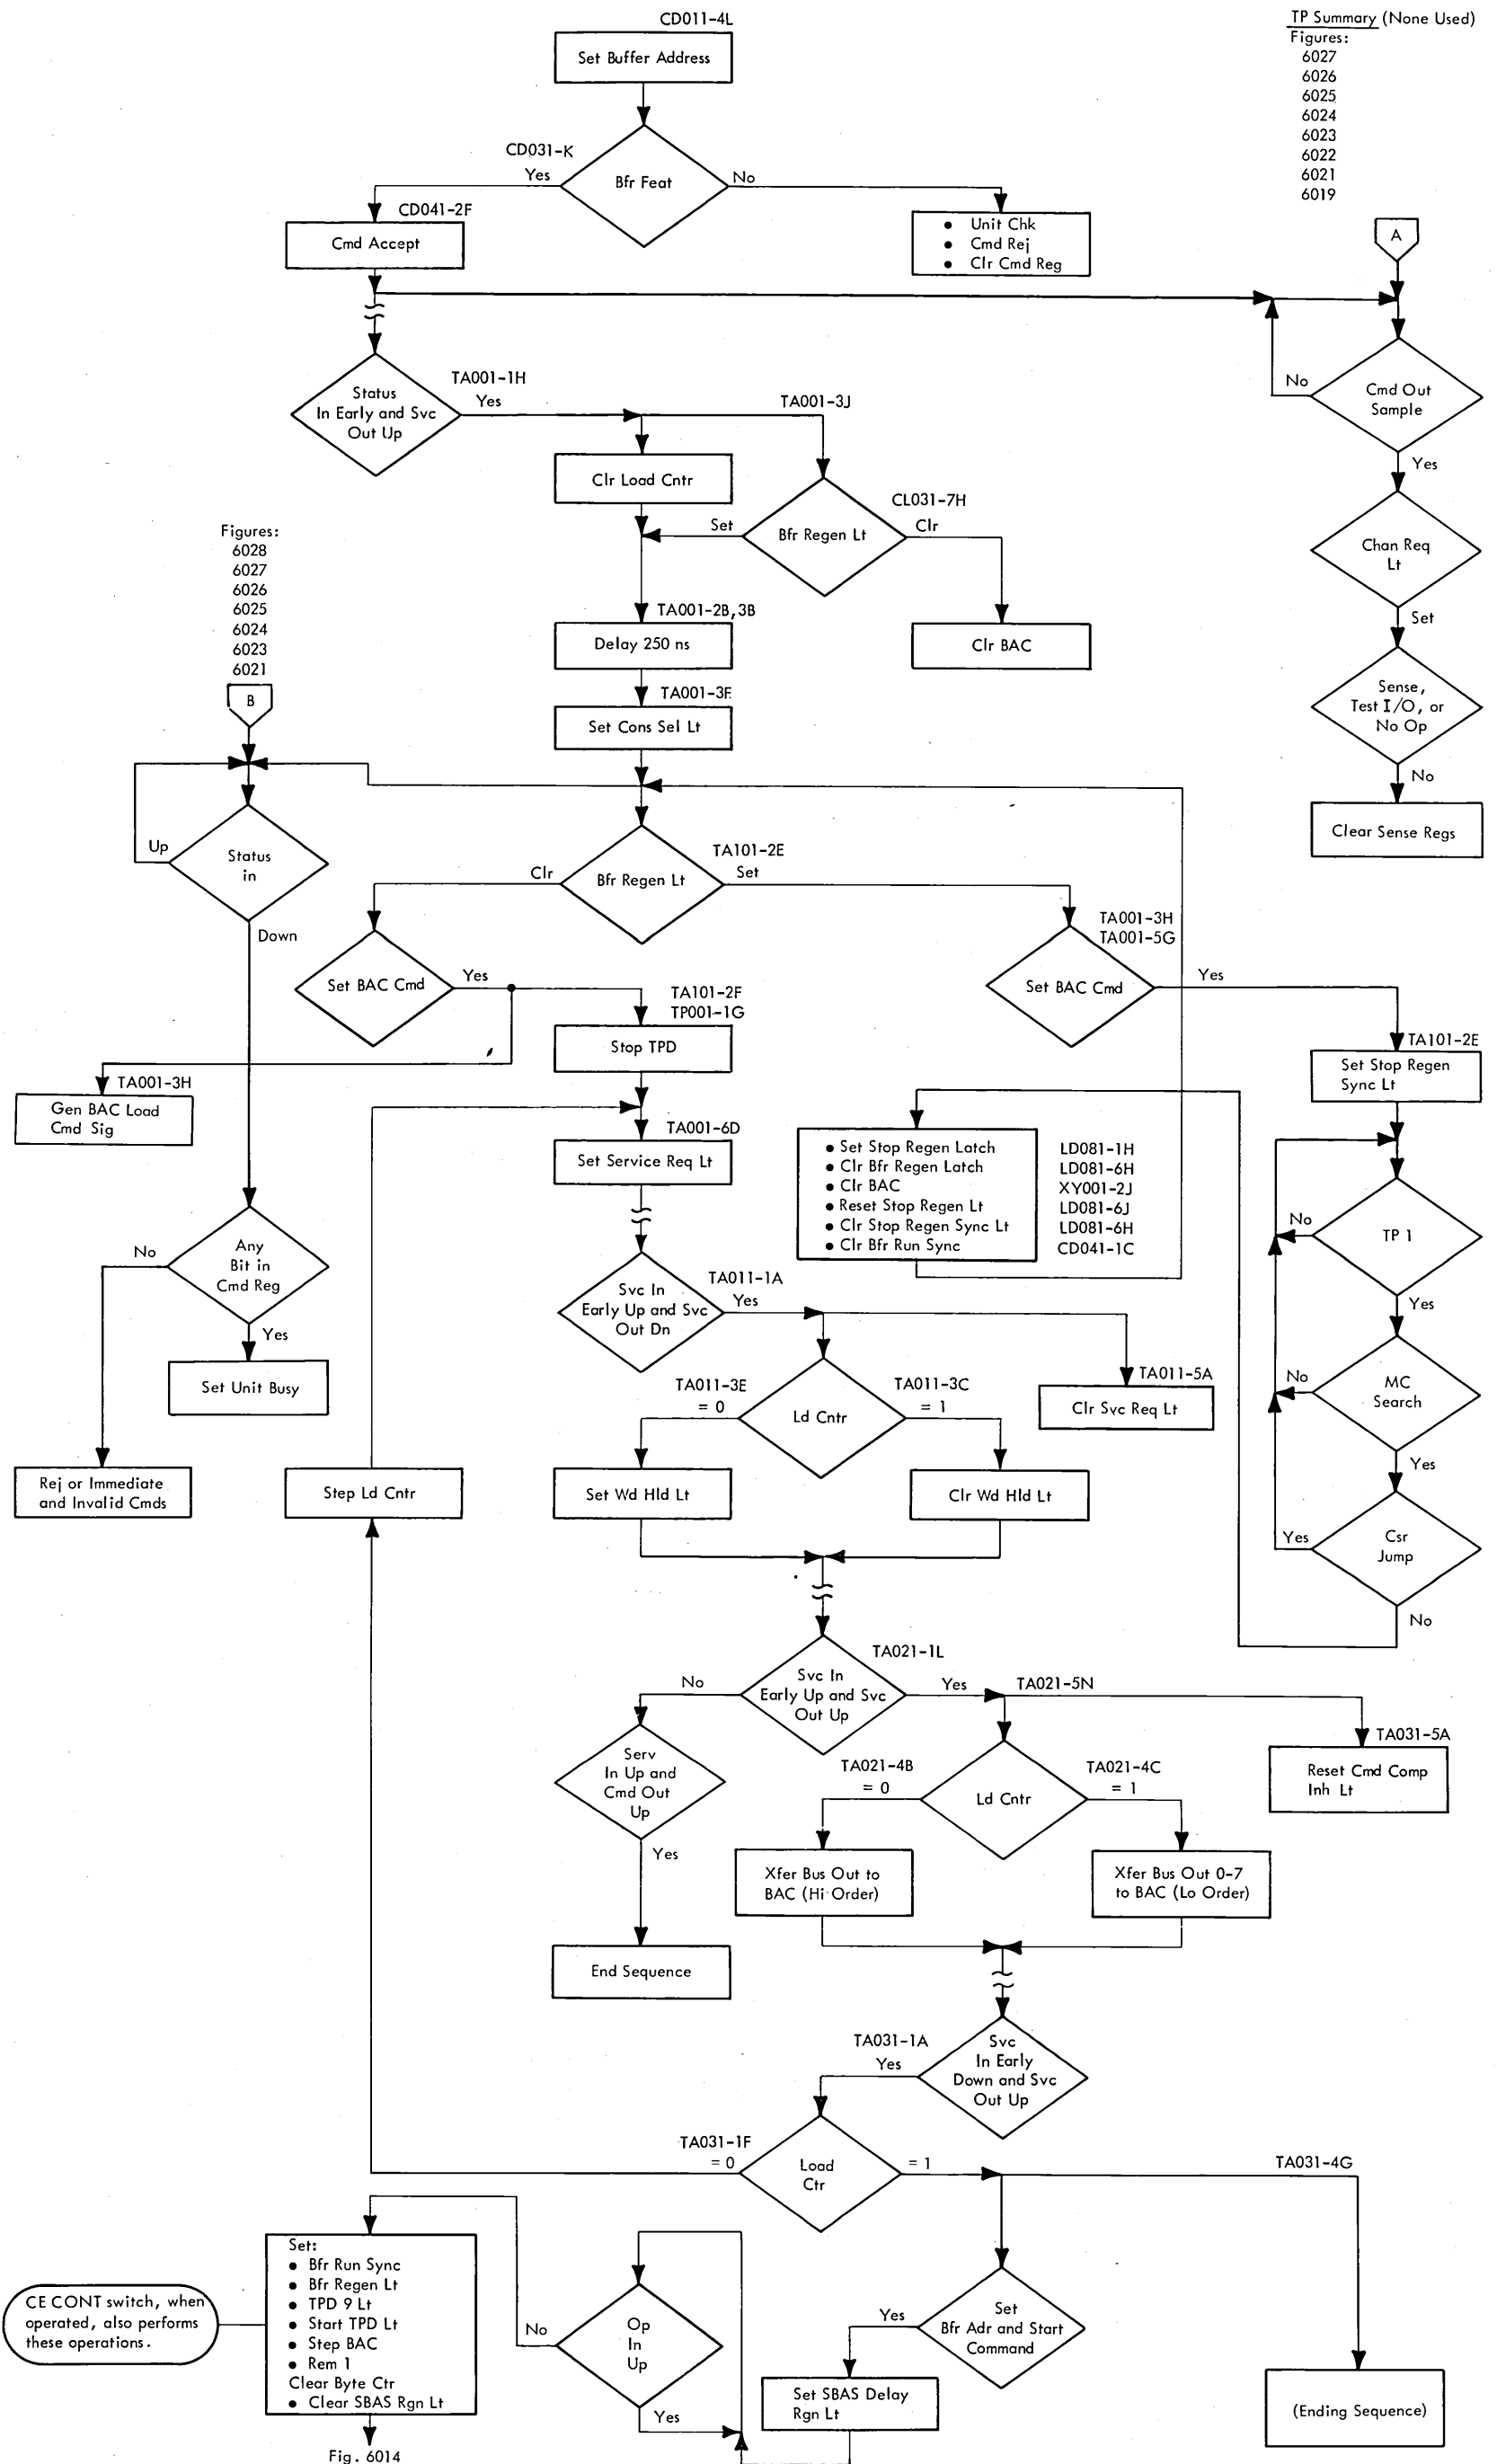 CD011-4L
Set Buffer Address
TP Summary (None Used)
Figures:
6027
6026
6025
6024
6023
6022
6021
6019
CD031-K
Yes
Bfr Feat
No
CD041-2F
Cmd Accept
• Unit Chk
• Cmd Rej
• Clr Cmd Reg
A
Status
In Early and Svc
Out Up
TA001-1H
Yes
TA001-3J
No
Cmd Out
Sample
Yes
Clr Load Cntr
Set
Bfr Regen Lt
CL031-7H
Clr
Chan Req
Lt
Set
Figures:
6028
6027
6026
6025
6024
6023
6021
B
TA001-2B,3B
Delay 250 ns
Clr BAC
TA001-3F
Set Cons Sel Lt
Sense,
Test I/O, or
No Op
No
Clear Sense Regs
Up
Status
in
Down
Clr
Bfr Regen Lt
TA101-2E
Set
Set BAC Cmd
Yes
TA101-2F
TP001-1G
Stop TPD
TA001-3H
TA001-5G
Set BAC Cmd
Yes
TA101-2E
Set Stop Regen
Sync Lt
TA001-3H
Gen BAC Load
Cmd Sig
TA001-6D
Set Service Req Lt
• Set Stop Regen Latch
• Clr Bfr Regen Latch
• Clr BAC
• Reset Stop Regen Lt
• Clr Stop Regen Sync Lt
• Clr Bfr Run Sync
LD081-1H
LD081-6H
XY001-2J
LD081-6J
LD081-6H
CD041-1C
No
TP 1
Yes
No
Any
Bit in
Cmd Reg
Yes
Set Unit Busy
Svc In
Early Up and Svc
Out Dn
TA011-1A
Yes
TA011-3E
= 0
Ld Cntr
TA011-3C
= 1
TA011-5A
Clr Svc Req Lt
No
MC
Search
Yes
Rej or Immediate
and Invalid Cmds
Step Ld Cntr
Set Wd Hld Lt
Clr Wd Hld Lt
Yes
Csr
Jump
No
No
Svc In
Early Up and Svc
Out Up
TA021-1L
Yes
TA021-5N
Serv
In Up and
Cmd Out
Up
Yes
TA021-4B
= 0
Ld Cntr
TA021-4C
= 1
TA031-5A
Reset Cmd Comp
Inh Lt
Xfer Bus Out to
BAC (Hi Order)
Xfer Bus Out 0-7
to BAC (Lo Order)
End Sequence
TA031-1A
Yes
Svc
In Early
Down and Svc
Out Up
TA031-1F
= 0
Load
Ctr
= 1
TA031-4G
CE CONT switch, when
operated, also performs
these operations.
Set:
• Bfr Run Sync
• Bfr Regen Lt
• TPD 9 Lt
• Start TPD Lt
• Step BAC
• Rem 1
Clear Byte Ctr
• Clear SBAS Rgn Lt
No
Op
In
Up
Yes
Yes
Set
Bfr Adr and Start
Command
Set SBAS Delay
Rgn Lt
(Ending Sequence)
Fig. 6014